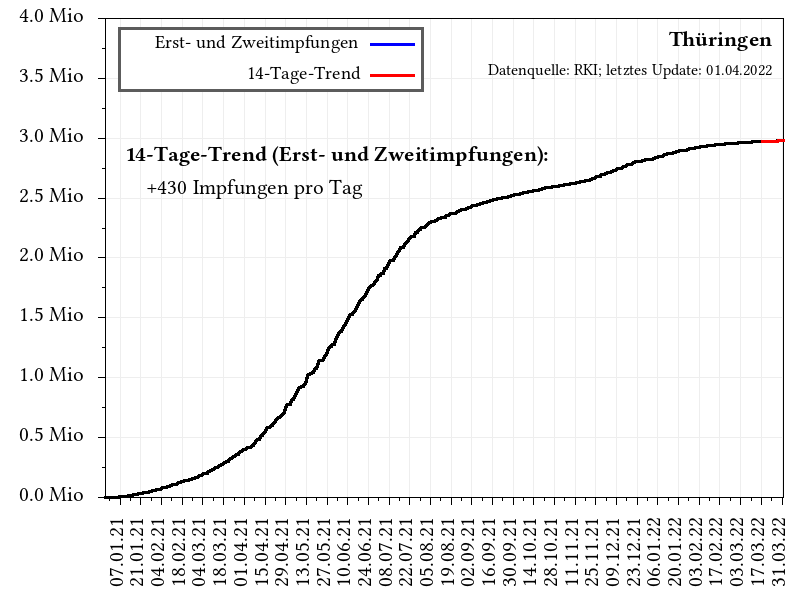 4.0 Mio
3.5 Mio
3.0 Mio
2.5 Mio
2.0 Mio
1.5 Mio
1.0 Mio
0.5 Mio
0.0 Mio
Erst- und Zweitimpfungen
14-Tage-Trend
Thüringen
Datenquelle: RKI; letztes Update: 01.04.2022
14-Tage-Trend (Erst- und Zweitimpfungen):
+430 Impfungen pro Tag
07.01.21
21.01.21
04.02.21
18.02.21
04.03.21
18.03.21
01.04.21
15.04.21
29.04.21
13.05.21
27.05.21
10.06.21
24.06.21
08.07.21
22.07.21
05.08.21
19.08.21
02.09.21
16.09.21
30.09.21
14.10.21
28.10.21
11.11.21
25.11.21
09.12.21
23.12.21
06.01.22
20.01.22
03.02.22
17.02.22
03.03.22
17.03.22
31.03.22